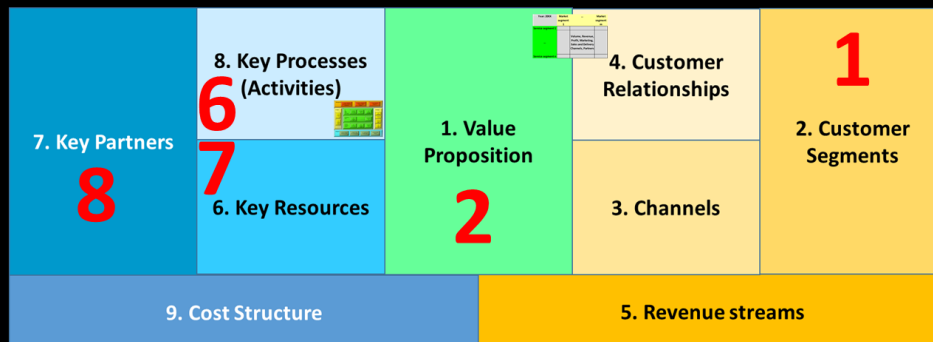 7. Key Partners
8
8. Key Processes
(Activities)
6
7
6. Key Resources
1. Value
Proposition
2
4. Customer
Relationships
3. Channels
1
2. Customer
Segments
9. Cost Structure
5. Revenue streams